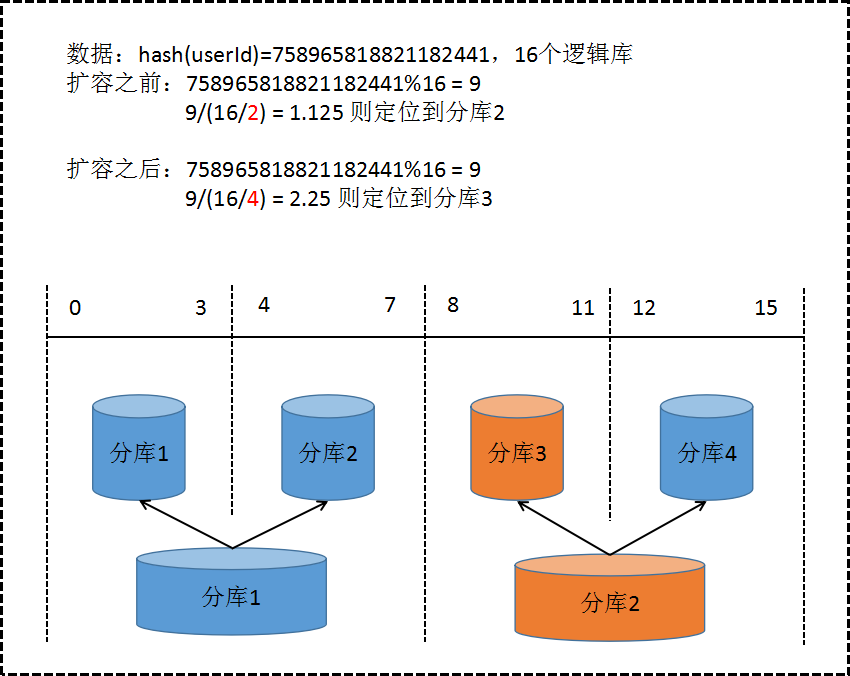 数据：hash(userId)=758965818821182441，16个逻辑库
扩容之前：758965818821182441%16 = 9
9/(16/2) = 1.125 则定位到分库2
扩容之后：758965818821182441%16 = 9
9/(16/4) = 2.25 则定位到分库3
0 3 4 7 8 11 12 15
分库1 分库2 分库3 分库4
分库1 分库2